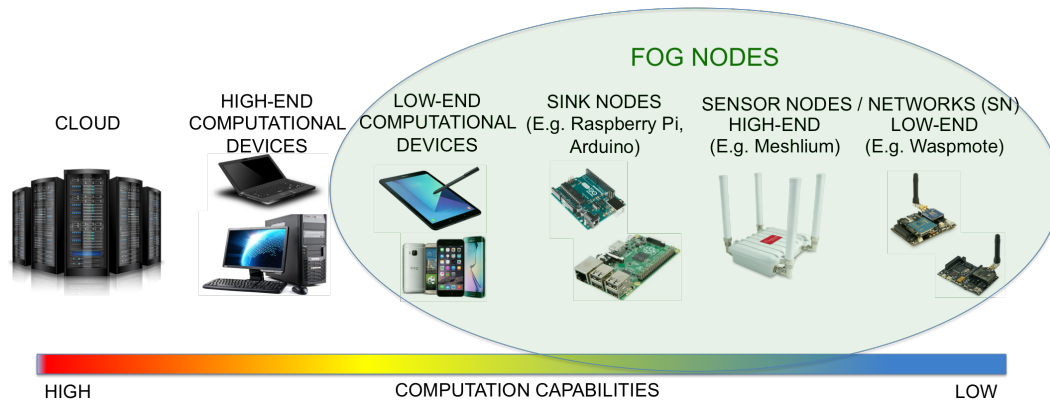 FOG NODES
CLOUD
HIGH-END
COMPUTATIONAL
DEVICES
LOW-END
COMPUTATIONAL
DEVICES
SINK NODES
(E.g. Raspberry Pi,
Arduino)
SENSOR NODES / NETWORKS (SN)
HIGH-END
(E.g. Meshlium)
LOW-END
(E.g. Waspmote)
HIGH
COMPUTATION CAPABILITIES
LOW